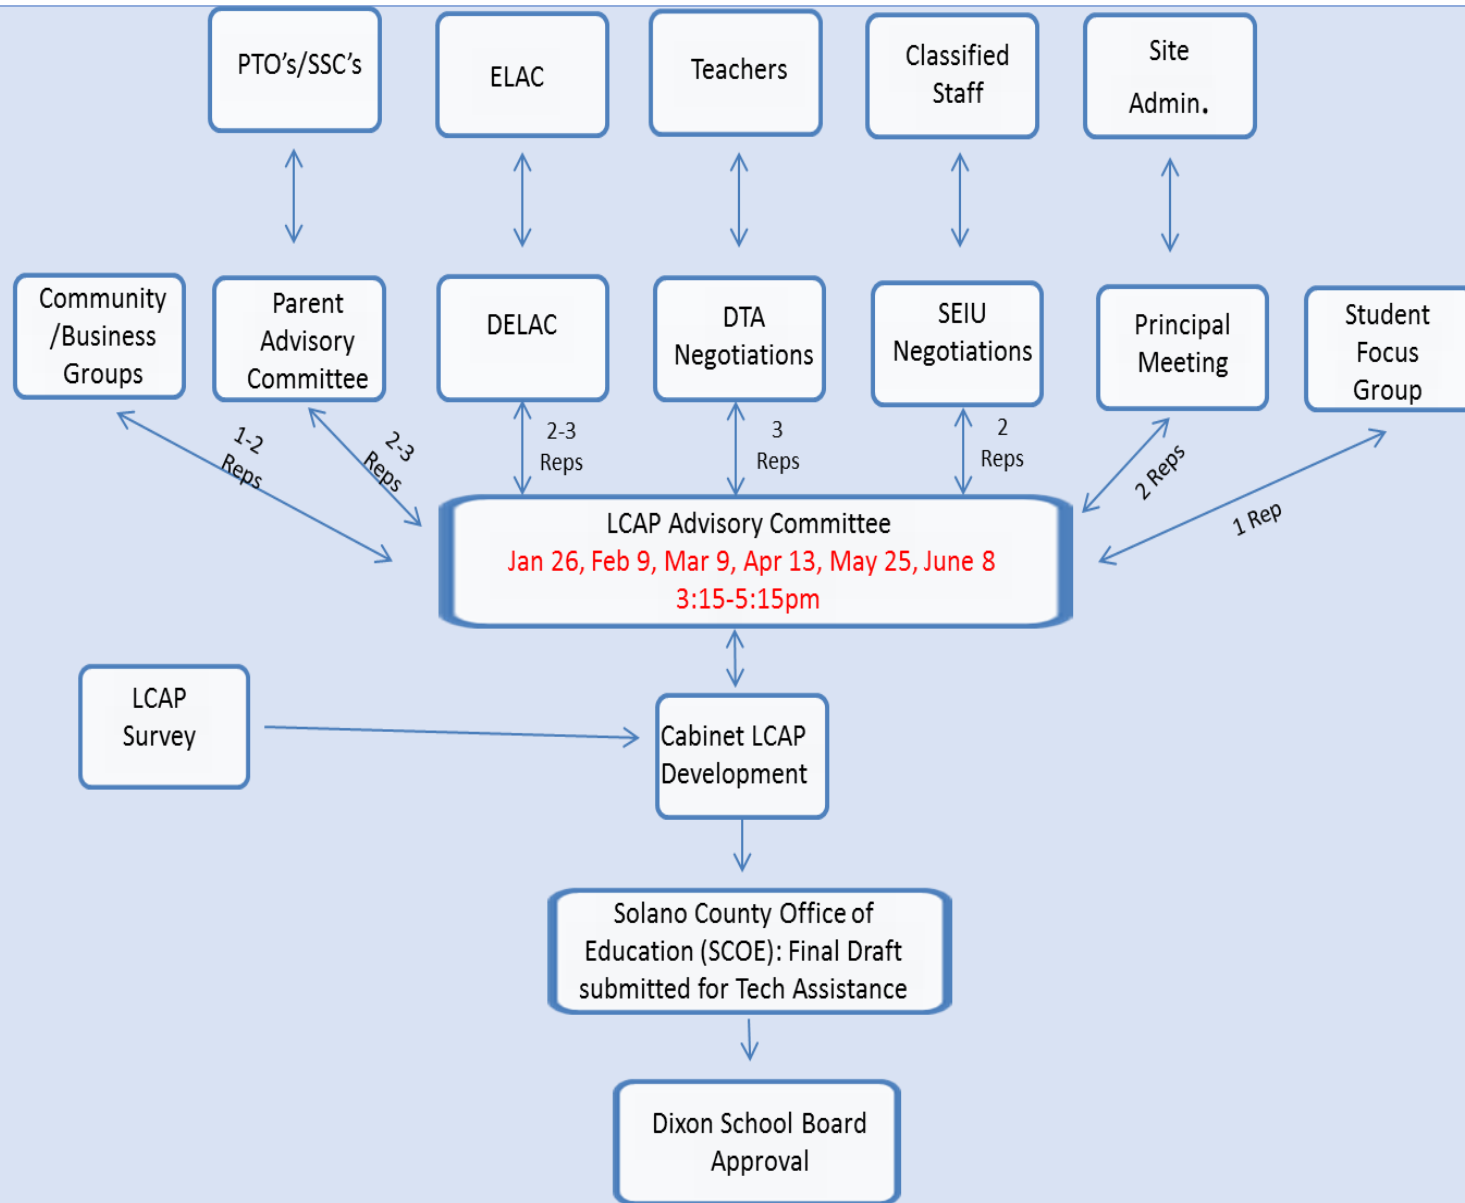 PTO's/SSC's
ELAC
Teachers
Classified
Staff
Site
Admin.
Community
/Business
Groups
Parent
Advisory
Committee
DELAC
DTA
Negotiations
SEIU
Negotiations
Principal
Meeting
Student
Focus
Group
1-2
Reps
2-3
Reps
2-3
Reps
3
Reps
2
Reps
2 Reps
1 Rep
LCAP Advisory Committee
Jan 26, Feb 9, Mar 9, Apr 13, May 25, June 8
3:15-5:15pm
LCAP
Survey
Cabinet LCAP
Development
Solano County Office of
Education (SCOE): Final Draft
submitted for Tech Assistance
Dixon School Board
Approval